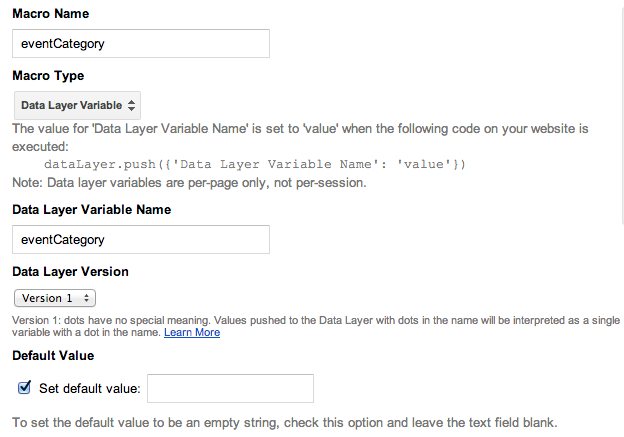 Macro Name
eventCategory
Macro Type
Data Layer Variable
The value for 'Data Layer Variable Name' is set to 'value' when the following code on your website is
executed:
dataLayer.push({'Data Layer Variable Name': 'value'})
Note: Data layer variables are per-page only, not per-session.
Data Layer Variable Name
eventCategory
Data Layer Version
Version 1
Version 1: dots have no special meaning. Values pushed to the Data Layer with dots in the name will be interpreted as a single
variable with a dot in the name. Learn More
Default Value
Set default value:
To set the default value to be an empty string, check this option and leave the text field blank.